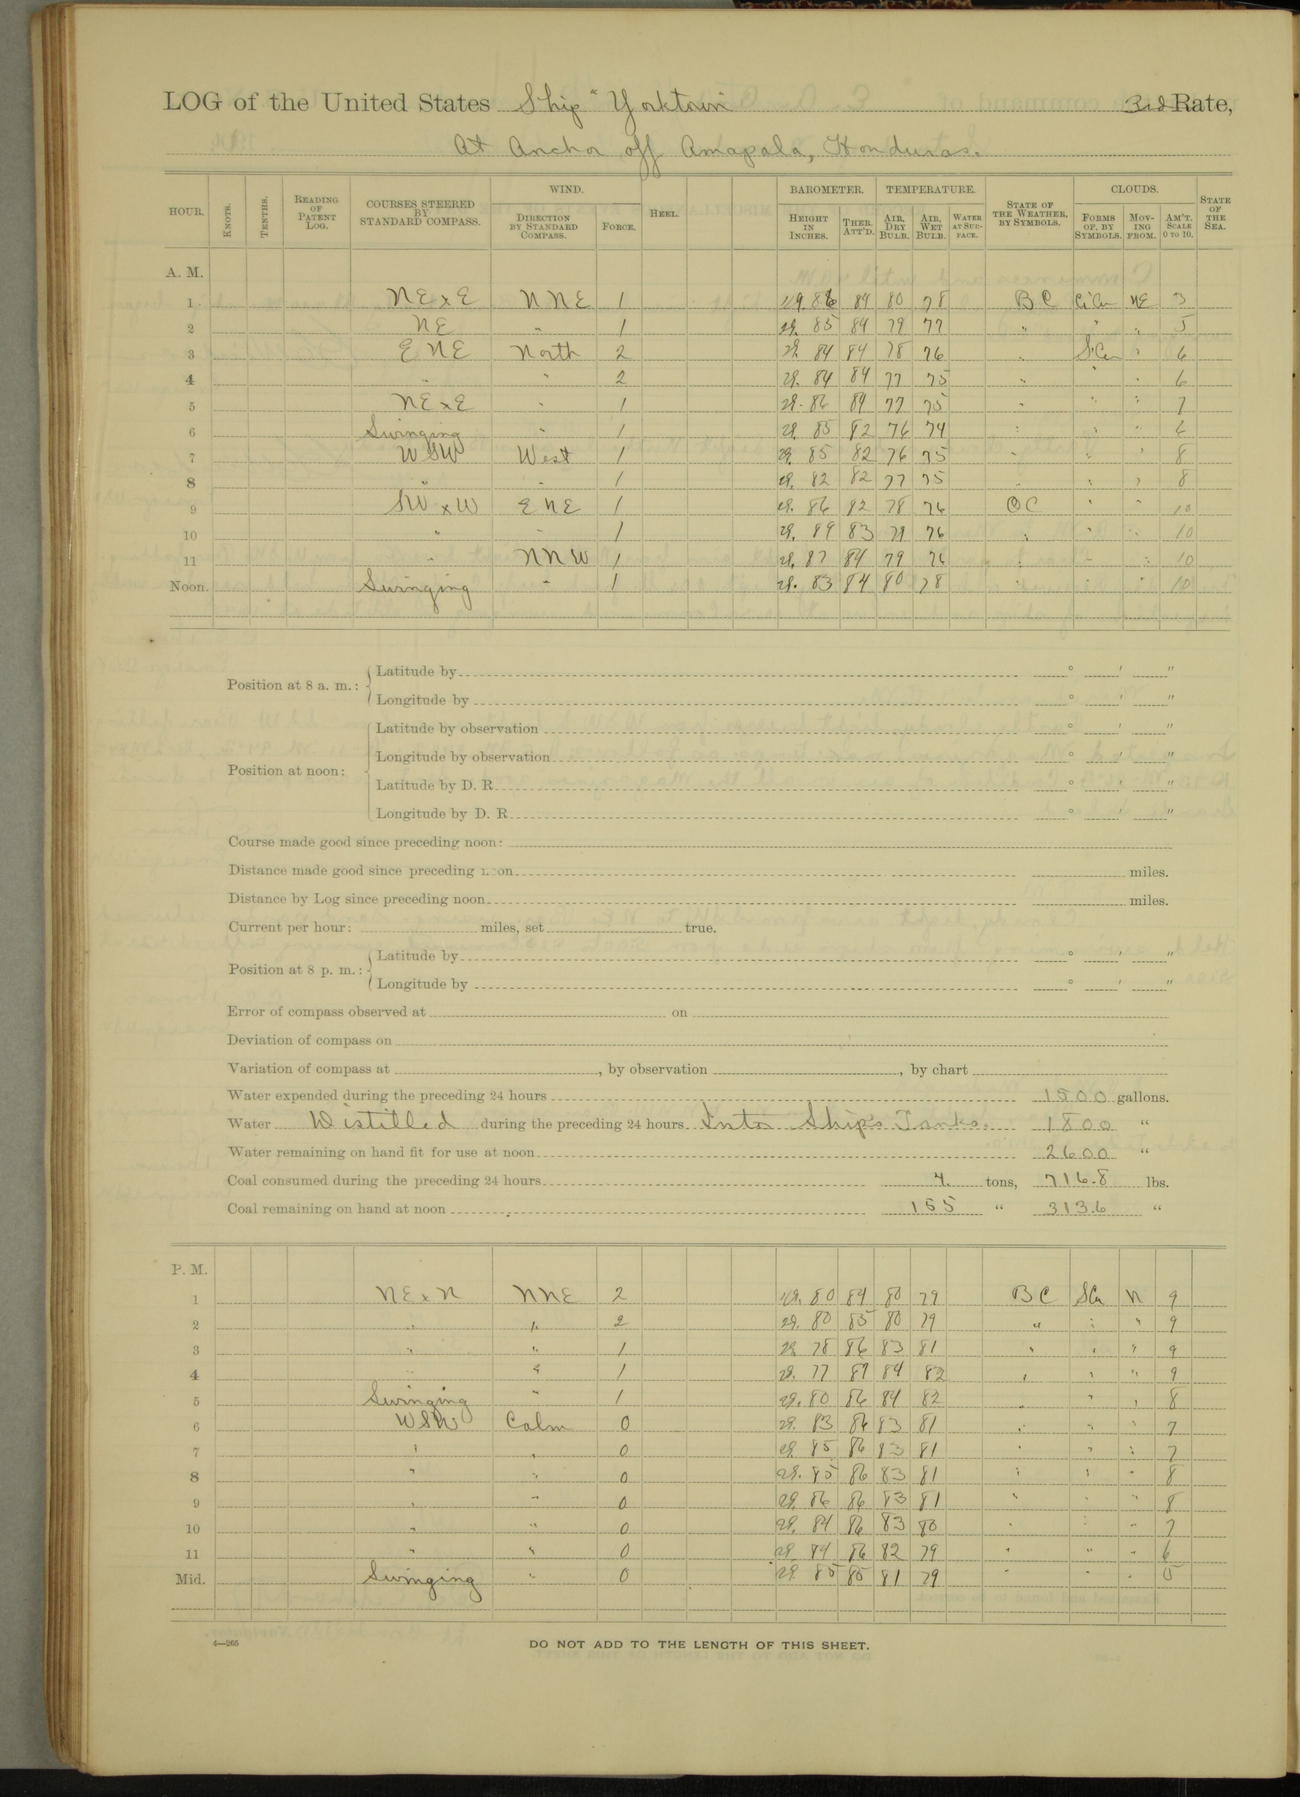 LOG of the United States Ship "Yorktown 3rd Rate,
At Anchor off Amapala, Honduras.
HOUR. KNOTS. TENTHS. READING OF PATENT LOG. COURSES STEERED BY STANDARD COMPASS. WIND. DIRECTION BY STANDARD COMPASS. FORCE. HEEL. BAROMETER. HEIGHT IN INCHES. THER. ATT'D. TEMPERATURE. AIR, DRY BULB. AIR, WET BULB. WATER AT SURFACE. STATE OF THE WEATHER, BY SYMBOLS. CLOUDS. FORMS OF, BY SYMBOLS. MOVING FROM. AM'T. SCALE 0 TO 10. STATE OF THE SEA.
A. M.
1 NE x E NNE 1 29.86 84 80 78 BC Ci Cu NE 3
2 NE " 1 29. 85 84 79 77 " " " 5
3 ENE North 2 29. 84 84 78 76 " S.Cu " 6
4 " " 2 29. 84 84 77 75 " " " 6
5 NE x E " 1 29. 86 84 77 75 " " " 7
6 Swinging " 1 29. 85 82 76 74 " " " 6
7 WSW West 1 29. 85 82 76 75 " " " 8
8 " " 1 29. 82 82 77 75 " " " 8
9 SW x W ENE 1 29. 86 82 78 76 OC " " 10
10 " " 1 29. 89 83 79 76 " " " 10
11 " NNW 1 29. 87 84 79 76 " " " 10
Noon. Swinging " 1 29. 83 84 80 78 " " " 10
Position at 8 a. m.: Latitude by ° ′ ″
Longitude by ° ′ ″
Position at noon: Latitude by observation ° ′ ″
Longitude by observation ° ′ ″
Latitude by D. R. ° ′ ″
Longitude by D. R. ° ′ ″
Course made good since preceding noon:
Distance made good since preceding noon miles.
Distance by Log since preceding noon miles.
Current per hour: miles, set true.
Position at 8 p. m.: Latitude by ° ′ ″
Longitude by ° ′ ″
Error of compass observed at on
Deviation of compass on
Variation of compass at , by observation , by chart
Water expended during the preceding 24 hours 1500 gallons.
Water Distilled during the preceding 24 hours Into Ship's Tanks. 1800 "
Water remaining on hand fit for use at noon 2600 "
Coal consumed during the preceding 24 hours 4. tons, 716.8 lbs.
Coal remaining on hand at noon 155 " 313.6 "
P. M.
1 NE x N NNE 2 29. 80 84 80 79 BC SCu N 9
2 " " 2 29. 80 85 80 79 " " " 9
3 " " 1 29. 78 86 83 81 " " " 9
4 " " 1 29. 77 87 84 82 " " " 9
5 Swinging " 1 29. 80 86 84 82 " " " 8
6 WSW Calm 0 29. 83 86 83 81 " " " 7
7 " " 0 29. 85 86 83 81 " " " 7
8 " " 0 29. 85 86 83 81 " " " 8
9 " " 0 29. 86 86 83 81 " " " 8
10 " " 0 29. 84 86 83 80 " " " 7
11 " " 0 29. 84 86 82 79 " " " 6
Mid. Swinging " 0 29. 85 85 81 79 " " " 5
4—265
DO NOT ADD TO THE LENGTH OF THIS SHEET.